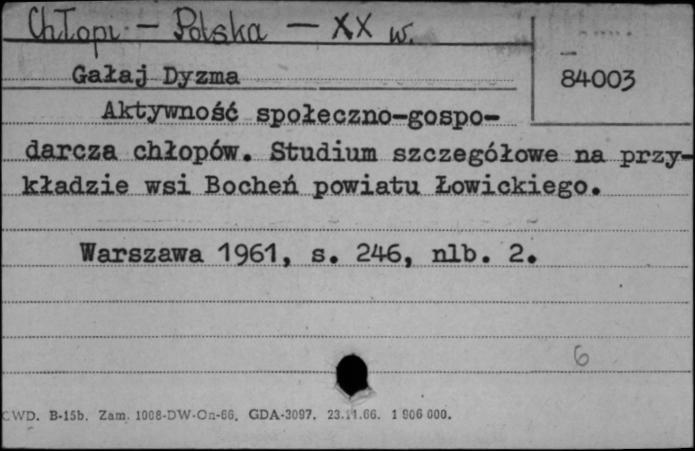 Chłopi - Polska - XX w.
84003
Gałaj Dyzma
Aktywność społeczno-gospo-
darcza chłopów. Studium szczegółowe na przy-
kładzie wsi Bocheń powiatu Łowickiego.
Warszawa 1961, s. 246, nlb. 2.
6
CWD. B-15b. Zam. 1008-DW-On-66. GDA-3097. 23.11.66. 1 906 000.